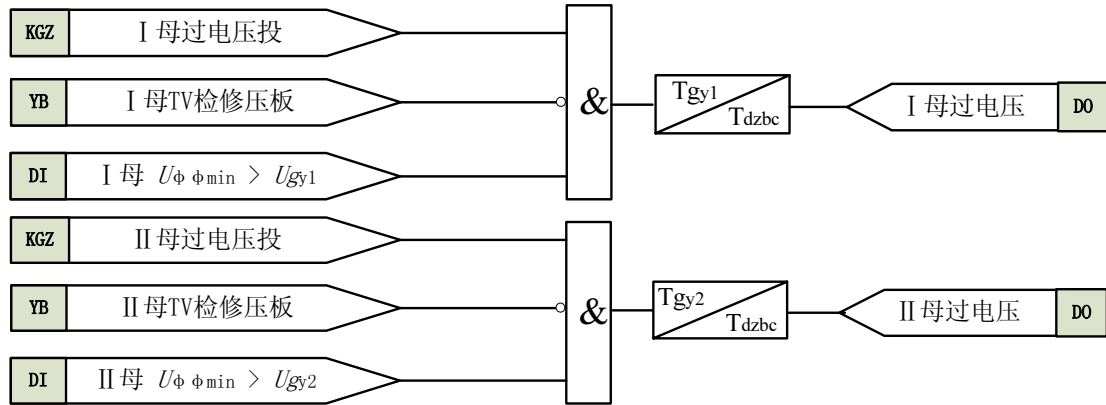 KGZ Ⅰ母过电压投
YB Ⅰ母TV检修压板
DI Ⅰ母 Uφφmin > Ugy1
&
Tgy1
Tdzbc
Ⅰ母过电压 DO
KGZ Ⅱ母过电压投
YB Ⅱ母TV检修压板
DI Ⅱ母 Uφφmin > Ugy2
&
Tgy2
Tdzbc
Ⅱ母过电压 DO